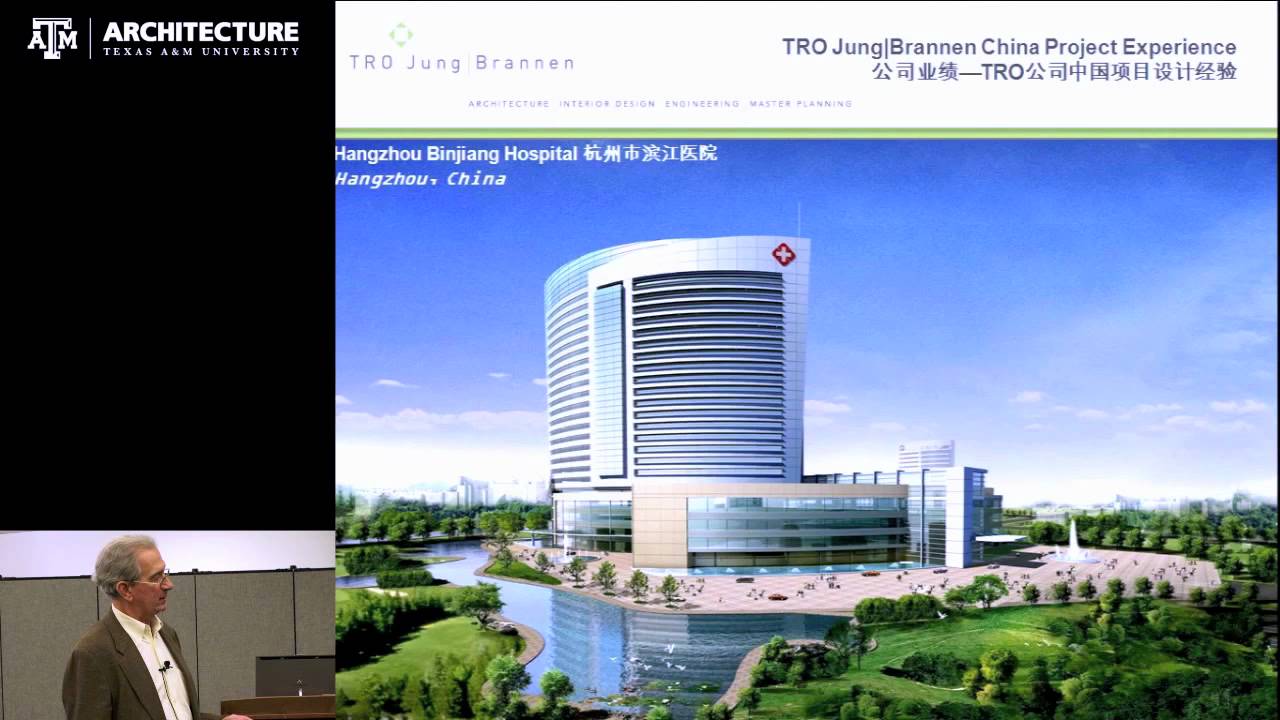 ATM
ARCHITECTURE
TEXAS A&M UNIVERSITY
TRO Jung|Brannen
TRO Jung|Brannen China Project Experience
公司业绩—TRO公司中国项目设计经验
ARCHITECTURE INTERIOR DESIGN ENGINEERING MASTER PLANNING
Hangzhou Binjiang Hospital 杭州市滨江医院
Hangzhou, China